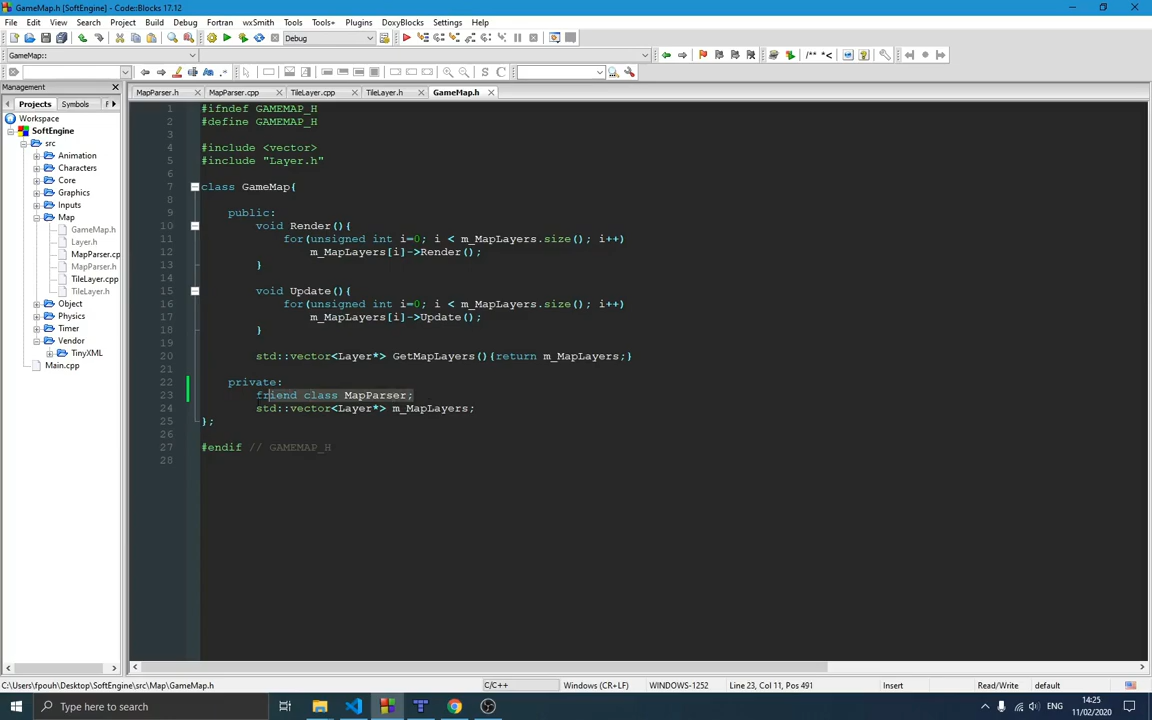 GameMap.h [SoftEngine] - Code::Blocks 17.12
File Edit View Search Project Build Debug Fortran wxSmith Tools Tools+ Plugins DoxyBlocks Settings Help
Debug
GameMap::
/** *<
S C
Management
MapParser.h MapParser.cpp TileLayer.cpp TileLayer.h GameMap.h
Projects Symbols F
Workspace
SoftEngine
src
Animation
Characters
Core
Graphics
Inputs
Map
GameMap.h
Layer.h
MapParser.cp
MapParser.h
TileLayer.cpp
TileLayer.h
Object
Physics
Timer
Vendor
TinyXML
Main.cpp
1 #ifndef GAMEMAP_H
2 #define GAMEMAP_H
3
4 #include <vector>
5 #include "Layer.h"
6
7 class GameMap{
8
9 public:
10 void Render(){
11 for(unsigned int i=0; i < m_MapLayers.size(); i++)
12 m_MapLayers[i]->Render();
13 }
14
15 void Update(){
16 for(unsigned int i=0; i < m_MapLayers.size(); i++)
17 m_MapLayers[i]->Update();
18 }
19
20 std::vector<Layer*> GetMapLayers(){return m_MapLayers;}
21
22 private:
23 friend class MapParser;
24 std::vector<Layer*> m_MapLayers;
25 };
26
27 #endif // GAMEMAP_H
28
C:\Users\fpouh\Desktop\SoftEngine\src\Map\GameMap.h C/C++ Windows (CR+LF) WINDOWS-1252 Line 23, Col 11, Pos 491 Insert Read/Write default
Type here to search
ENG
14:25
11/02/2020